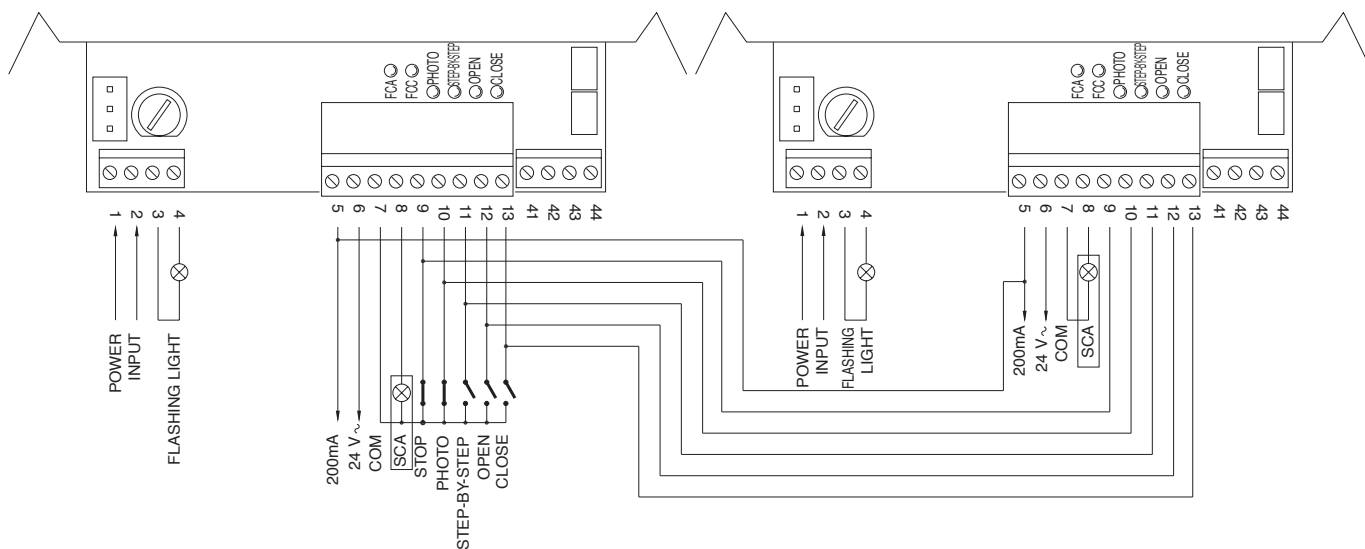 FCA
FCC
PHOTO
STEP-BY-STEP
OPEN
CLOSE
1
2
3
4
5
6
7
8
9
10
11
12
13
41
42
43
44
POWER
INPUT
FLASHING LIGHT
200mA
24 V ~
COM
SCA
STOP
PHOTO
STEP-BY-STEP
OPEN
CLOSE
FCA
FCC
PHOTO
STEP-BY-STEP
OPEN
CLOSE
1
2
3
4
5
6
7
8
9
10
11
12
13
41
42
43
44
POWER
INPUT
FLASHING
LIGHT
200mA
24 V ~
COM
SCA